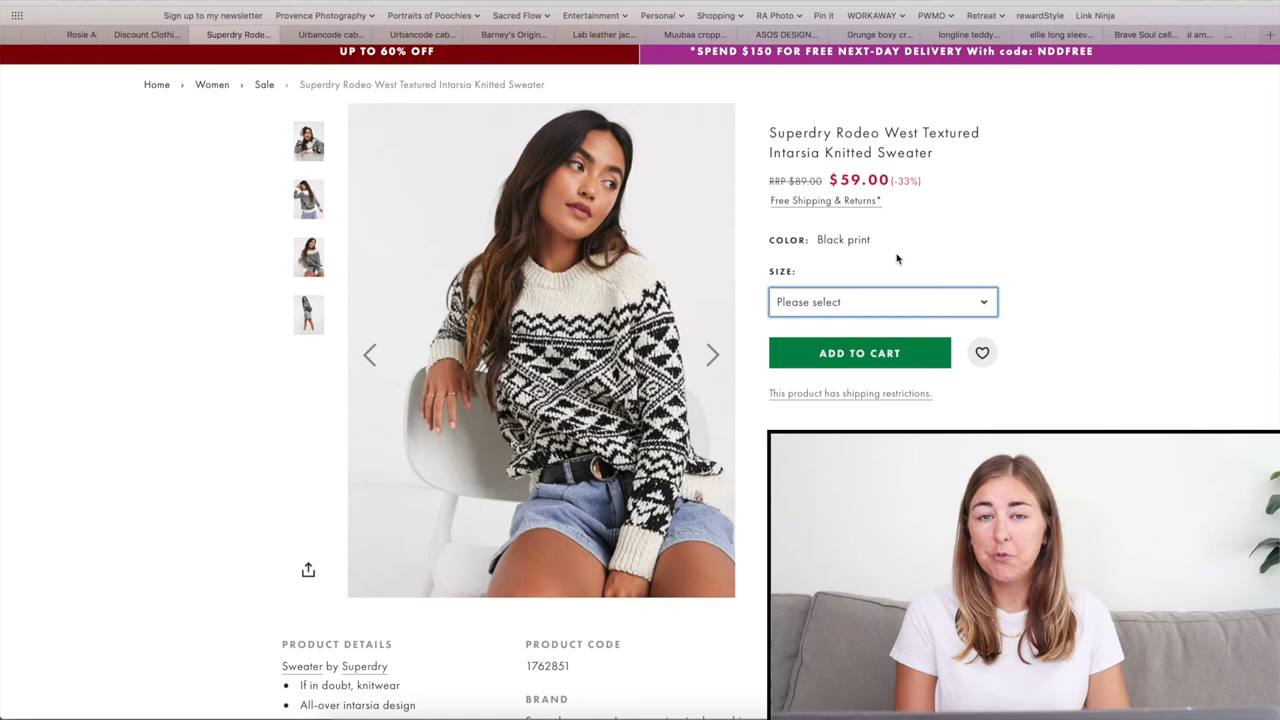 Sign up to my newsletter Provence Photography Portraits of Poochies Sacred Flow Entertainment Personal Shopping RA Photo Pin it WORKAWAY PWMO Retreat rewardStyle Link Ninja
Rosie A Discount Clothi... Superdry Rode... Urbancode cab... Urbancode cab... Barney's Origin... Lab leather jac... Muubaa cropp... ASOS DESIGN... Grunge boxy cr... longline teddy... ellie long sleev... Brave Soul cell...
UP TO 60% OFF
*SPEND $150 FOR FREE NEXT-DAY DELIVERY With code: NDDFREE
Home › Women › Sale › Superdry Rodeo West Textured Intarsia Knitted Sweater
Superdry Rodeo West Textured
Intarsia Knitted Sweater
RRP $89.00 $59.00 (-33%)
Free Shipping & Returns*
COLOR: Black print
SIZE:
Please select
ADD TO CART
This product has shipping restrictions.
PRODUCT DETAILS
Sweater by Superdry
• If in doubt, knitwear
• All-over intarsia design
PRODUCT CODE
1762851
BRAND